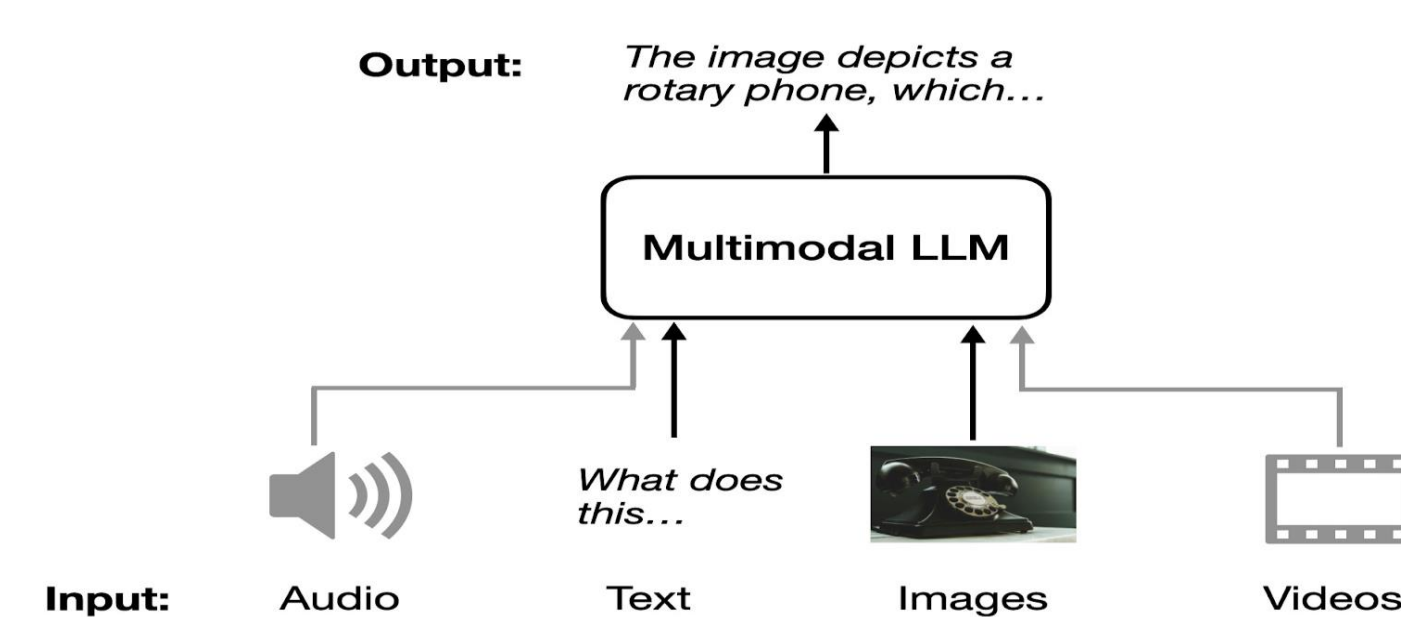 Output:
The image depicts a
rotary phone, which…
Multimodal LLM
What does
this…
Input:
Audio
Text
Images
Videos